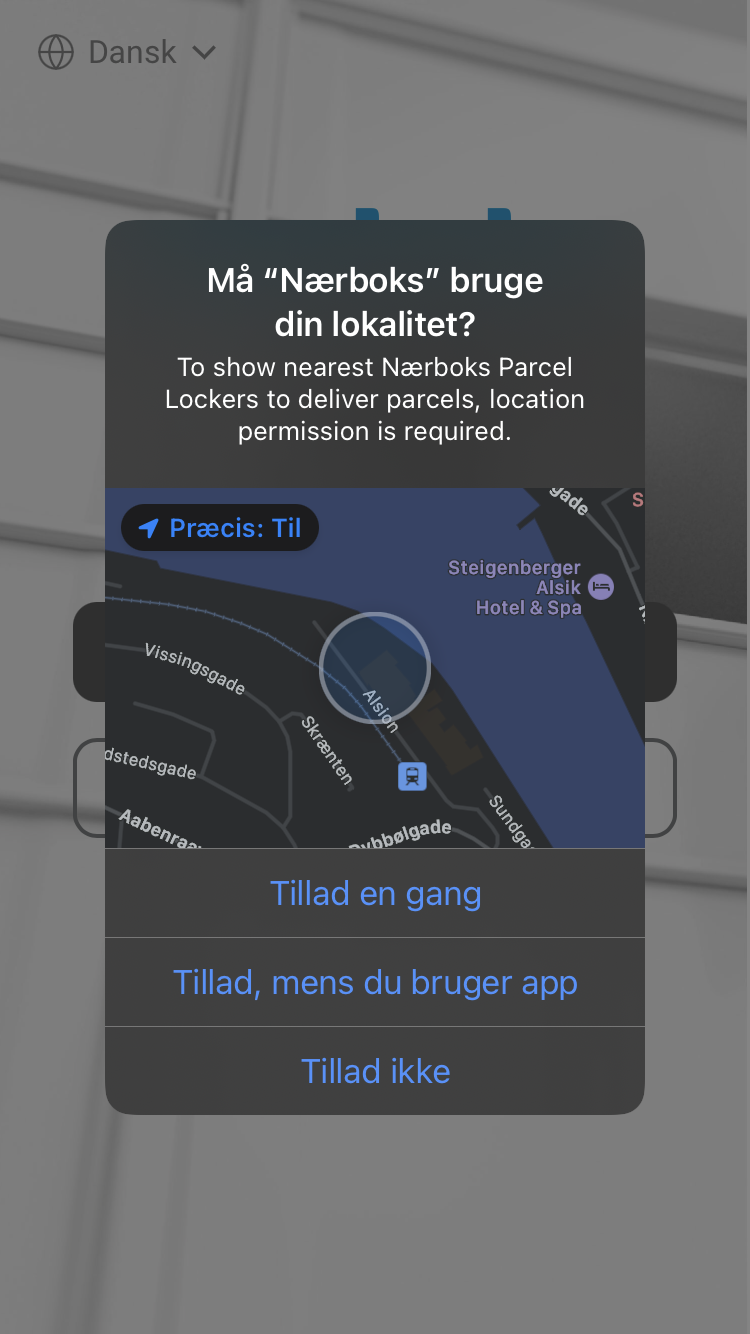 Dansk
Må “Nærboks” bruge
din lokalitet?
To show nearest Nærboks Parcel
Lockers to deliver parcels, location
permission is required.
Præcis: Til
gade
S
Steigenberger
Alsik
Hotel & Spa
Vissingsgade
Alsion
Skrænten
dstedsgade
Aabenraa
Dybbølgade
Sundga
Tillad en gang
Tillad, mens du bruger app
Tillad ikke